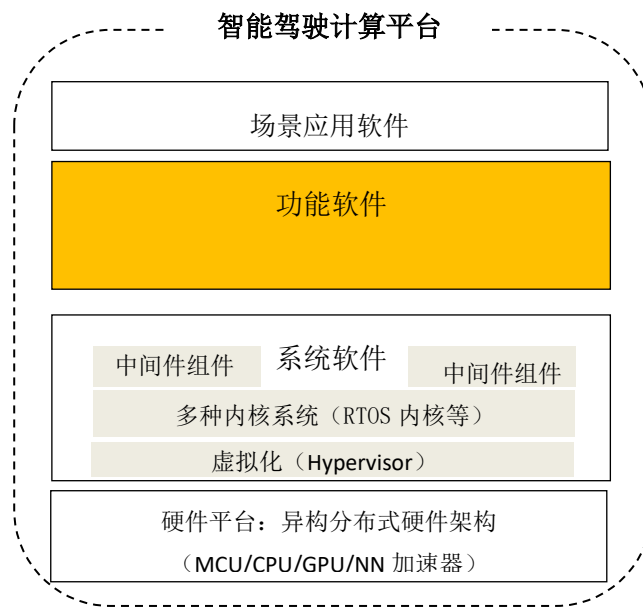 智能驾驶计算平台
场景应用软件
功能软件
系统软件
中间件组件
中间件组件
多种内核系统（RTOS 内核等）
虚拟化（Hypervisor）
硬件平台：异构分布式硬件架构
（MCU/CPU/GPU/NN 加速器）